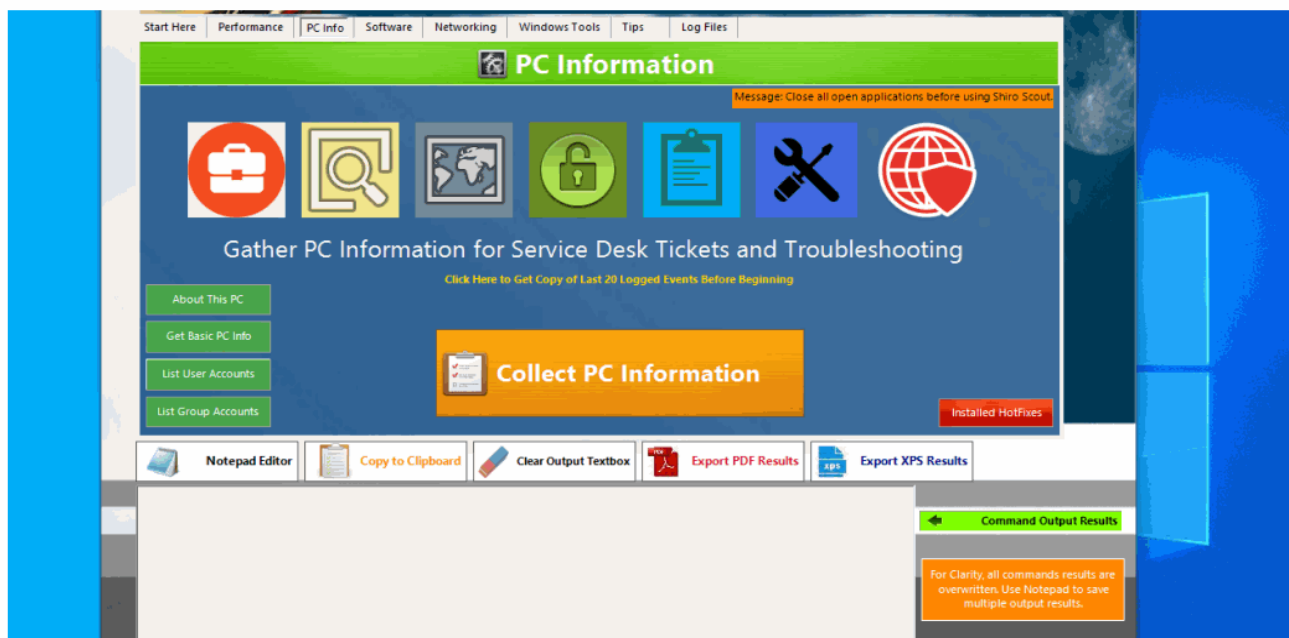 Start Here Performance PC Info Software Networking Windows Tools Tips Log Files
PC Information
Message: Close all open applications before using Shiro Scout.
Gather PC Information for Service Desk Tickets and Troubleshooting
Click Here to Get Copy of Last 20 Logged Events Before Beginning
About This PC
Get Basic PC Info
List User Accounts
List Group Accounts
Collect PC Information
Installed HotFixes
Notepad Editor Copy to Clipboard Clear Output Textbox PDF Export PDF Results xps Export XPS Results
Command Output Results
For Clarity, all commands results are
overwritten. Use Notepad to save
multiple output results.